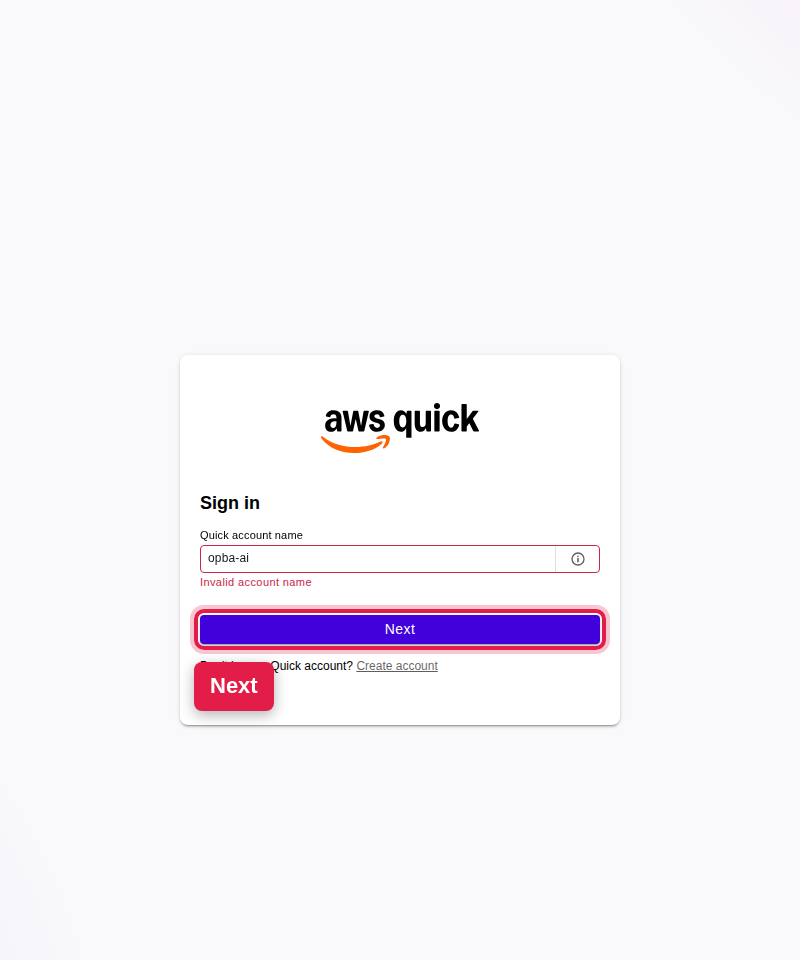 aws quick
Sign in
Quick account name
opba-ai
Invalid account name
Next
Quick account? Create account
Next